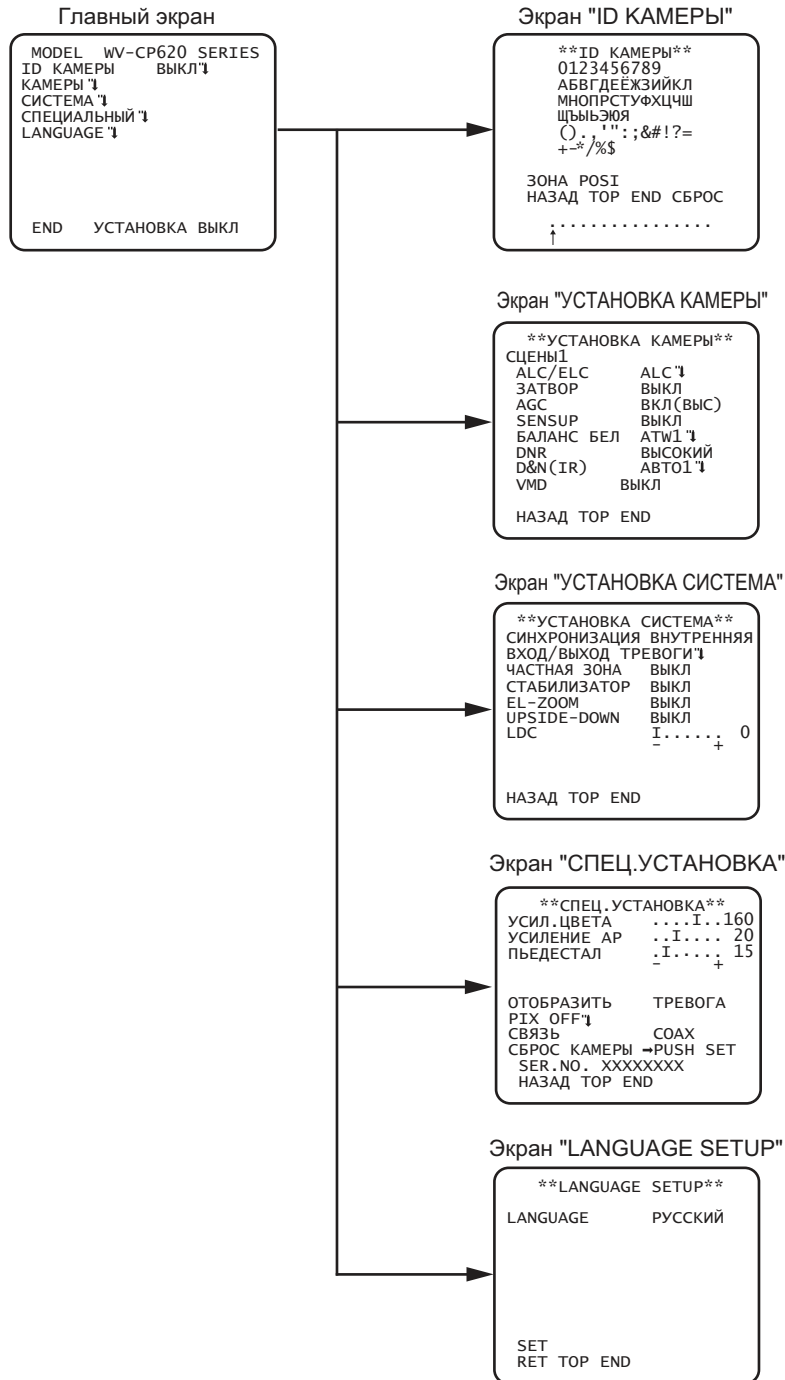 Главный экран
MODEL WV-CP620 SERIES
ID КАМЕРЫ ВЫКЛ
КАМЕРЫ
СИСТЕМА
СПЕЦИАЛЬНЫЙ
LANGUAGE
END УСТАНОВКА ВЫКЛ
Экран "ID КАМЕРЫ"
**ID КАМЕРЫ**
0123456789
АБВГДЕЁЖЗИЙКЛ
МНОПРСТУФХЦЧШ
ЩЪЫЬЭЮЯ
().,'":;&#!?=
+-*/%$
ЗОНА POSI
НАЗАД TOP END СБРОС
................
↑
Экран "УСТАНОВКА КАМЕРЫ"
**УСТАНОВКА КАМЕРЫ**
СЦЕНЫ1
ALC/ELC ALC
ЗАТВОР ВЫКЛ
AGC ВКЛ(ВЫС)
SENSUP ВЫКЛ
БАЛАНС БЕЛ ATW1
DNR ВЫСОКИЙ
D&N(IR) АВТО1
VMD ВЫКЛ
НАЗАД TOP END
Экран "УСТАНОВКА СИСТЕМА"
**УСТАНОВКА СИСТЕМА**
СИНХРОНИЗАЦИЯ ВНУТРЕННЯЯ
ВХОД/ВЫХОД ТРЕВОГИ
ЧАСТНАЯ ЗОНА ВЫКЛ
СТАБИЛИЗАТОР ВЫКЛ
EL-ZOOM ВЫКЛ
UPSIDE-DOWN ВЫКЛ
LDC I...... 0
- +
НАЗАД TOP END
Экран "СПЕЦ.УСТАНОВКА"
**СПЕЦ.УСТАНОВКА**
УСИЛ.ЦВЕТА ....I..160
УСИЛЕНИЕ АР ..I.... 20
ПЬЕДЕСТАЛ .I..... 15
- +
ОТОБРАЗИТЬ ТРЕВОГА
PIX OFF
СВЯЗЬ COAX
СБРОС КАМЕРЫ →PUSH SET
SER.NO. XXXXXXXX
НАЗАД TOP END
Экран "LANGUAGE SETUP"
**LANGUAGE SETUP**
LANGUAGE РУССКИЙ
SET
RET TOP END